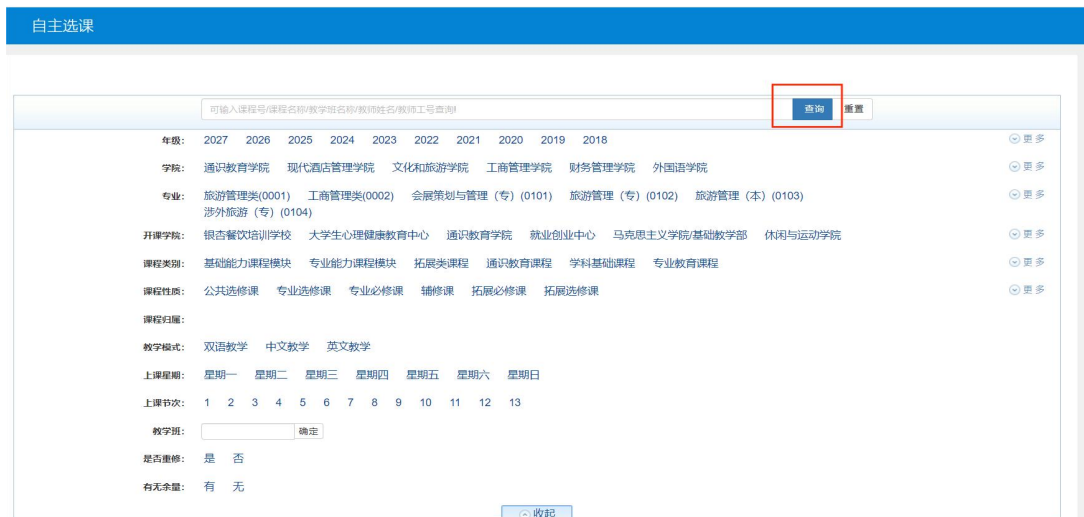 自主选课
可输入课程号/课程名称/教学班名称/教师姓名/教师工号查询! 查询 重置
年级: 2027 2026 2025 2024 2023 2022 2021 2020 2019 2018 更多
学院: 通识教育学院 现代酒店管理学院 文化和旅游学院 工商管理学院 财务管理学院 外国语学院 更多
专业: 旅游管理类(0001) 工商管理类(0002) 会展策划与管理（专）(0101) 旅游管理（专）(0102) 旅游管理（本）(0103) 更多
涉外旅游（专）(0104)
开课学院: 银杏餐饮培训学校 大学生心理健康教育中心 通识教育学院 就业创业中心 马克思主义学院/基础教学部 休闲与运动学院 更多
课程类别: 基础能力课程模块 专业能力课程模块 拓展类课程 通识教育课程 学科基础课程 专业教育课程 更多
课程性质: 公共选修课 专业选修课 专业必修课 辅修课 拓展必修课 拓展选修课 更多
课程归属:
教学模式: 双语教学 中文教学 英文教学
上课星期: 星期一 星期二 星期三 星期四 星期五 星期六 星期日
上课节次: 1 2 3 4 5 6 7 8 9 10 11 12 13
教学班: 确定
是否重修: 是 否
有无余量: 有 无
收起